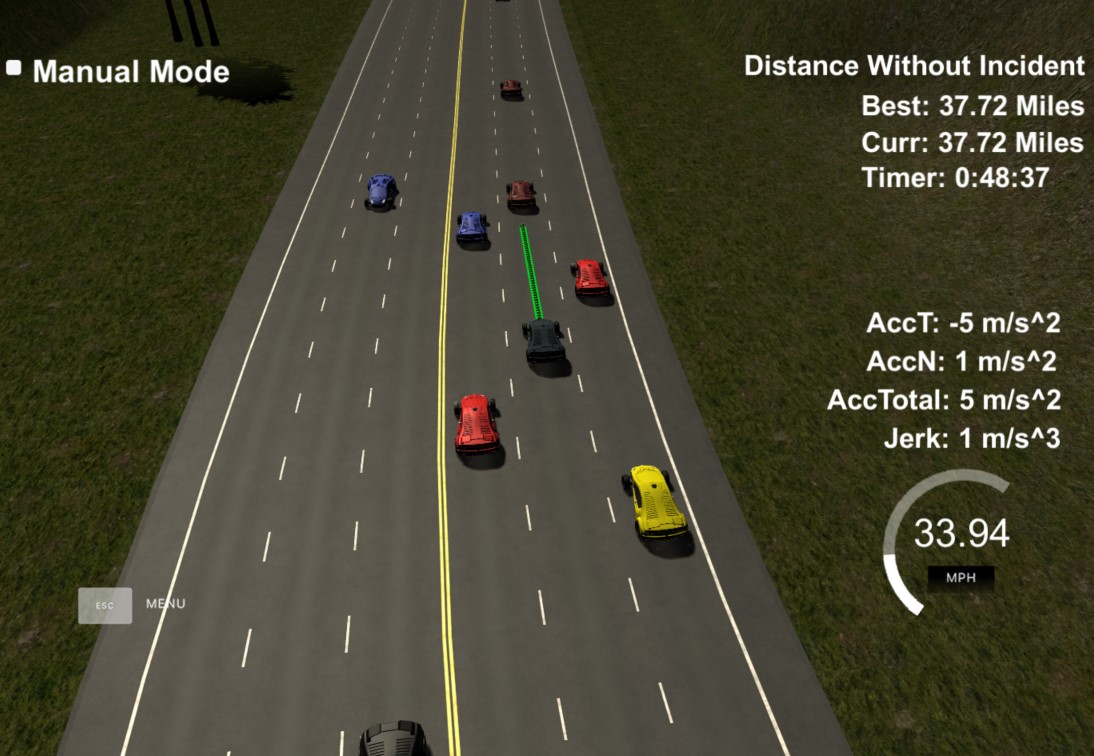 Manual Mode
Distance Without Incident
Best: 37.72 Miles
Curr: 37.72 Miles
Timer: 0:48:37
AccT: -5 m/s^2
AccN: 1 m/s^2
AccTotal: 5 m/s^2
Jerk: 1 m/s^3
33.94
MPH
ESC MENU